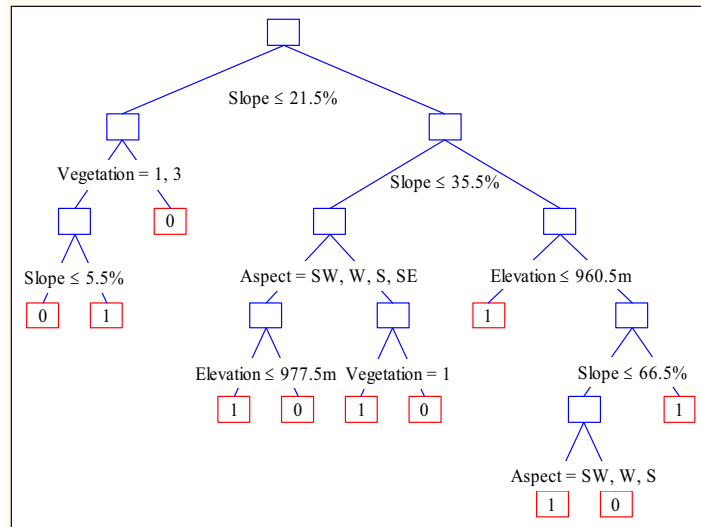 Slope ≤ 21.5%
Vegetation = 1, 3
Slope ≤ 35.5%
0
Slope ≤ 5.5%
Aspect = SW, W, S, SE
Elevation ≤ 960.5m
0
1
1
Elevation ≤ 977.5m
Vegetation = 1
Slope ≤ 66.5%
1
0
1
0
1
Aspect = SW, W, S
1
0